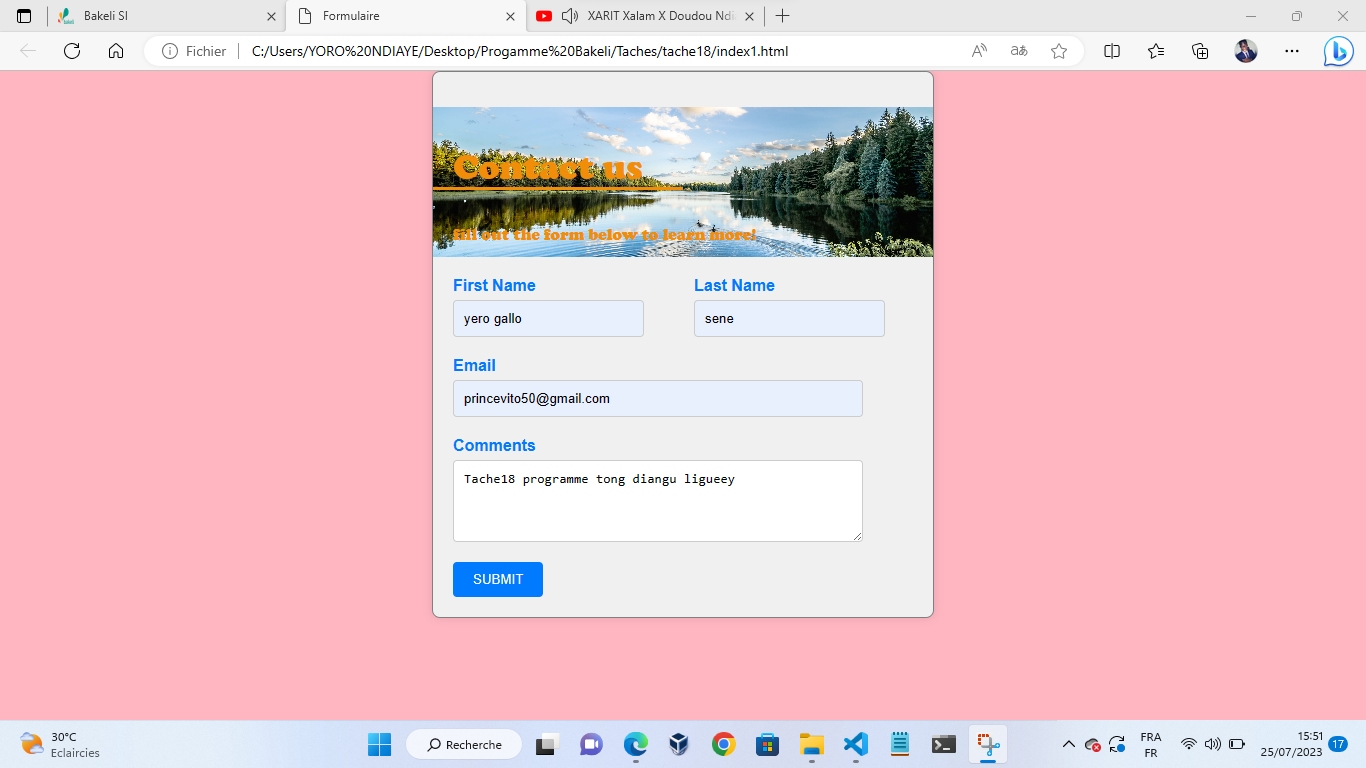 Bakeli SI
Formulaire
XARIT Xalam X Doudou Ndi
Fichier
C:/Users/YORO%20NDIAYE/Desktop/Progamme%20Bakeli/Taches/tache18/index1.html
Contact us
fill out the form below to learn more!
First Name
Last Name
yero gallo
sene
Email
princevito50@gmail.com
Comments
Tache18 programme tong diangu ligueey
SUBMIT
30°C
Eclaircies
Recherche
FRA
FR
15:51
25/07/2023
17